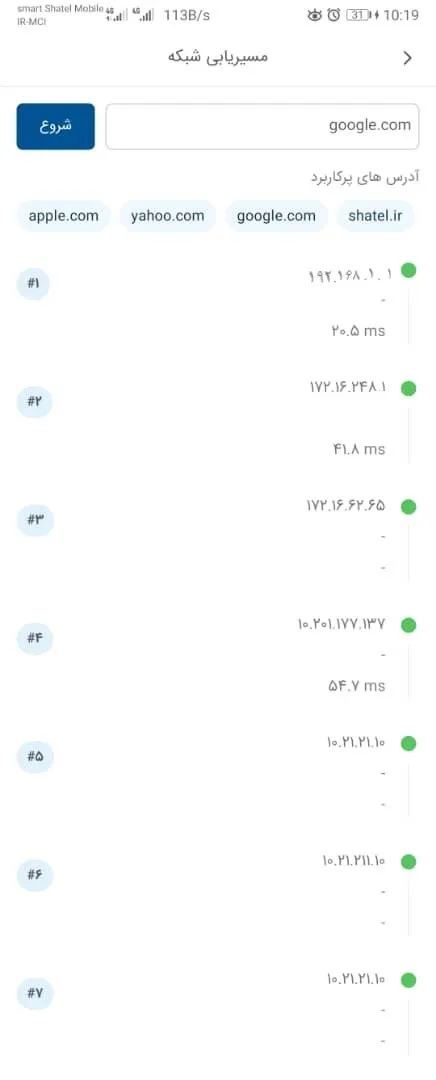 smart Shatel Mobile 4G 4G 113B/s 31 10:19
IR-MCI
مسیریابی شبکه
google.com شروع
آدرس های پرکاربرد
shatel.ir google.com yahoo.com apple.com
۱۹۲.۱۶۸.۱.۱
#۱
-
۲۰.۵ ms
۱۷۲.۱۶.۲۴۸.۱
#۲
۴۱.۸ ms
۱۷۲.۱۶.۶۲.۶۵
#۳
-
-
۱۰.۲۰۱.۱۷۷.۱۳۷
#۴
-
۵۴.۷ ms
۱۰.۲۱.۲۱.۱۰
#۵
-
-
۱۰.۲۱.۲۱۱.۱۰
#۶
-
-
۱۰.۲۱.۲۱.۱۰
#۷
-
-